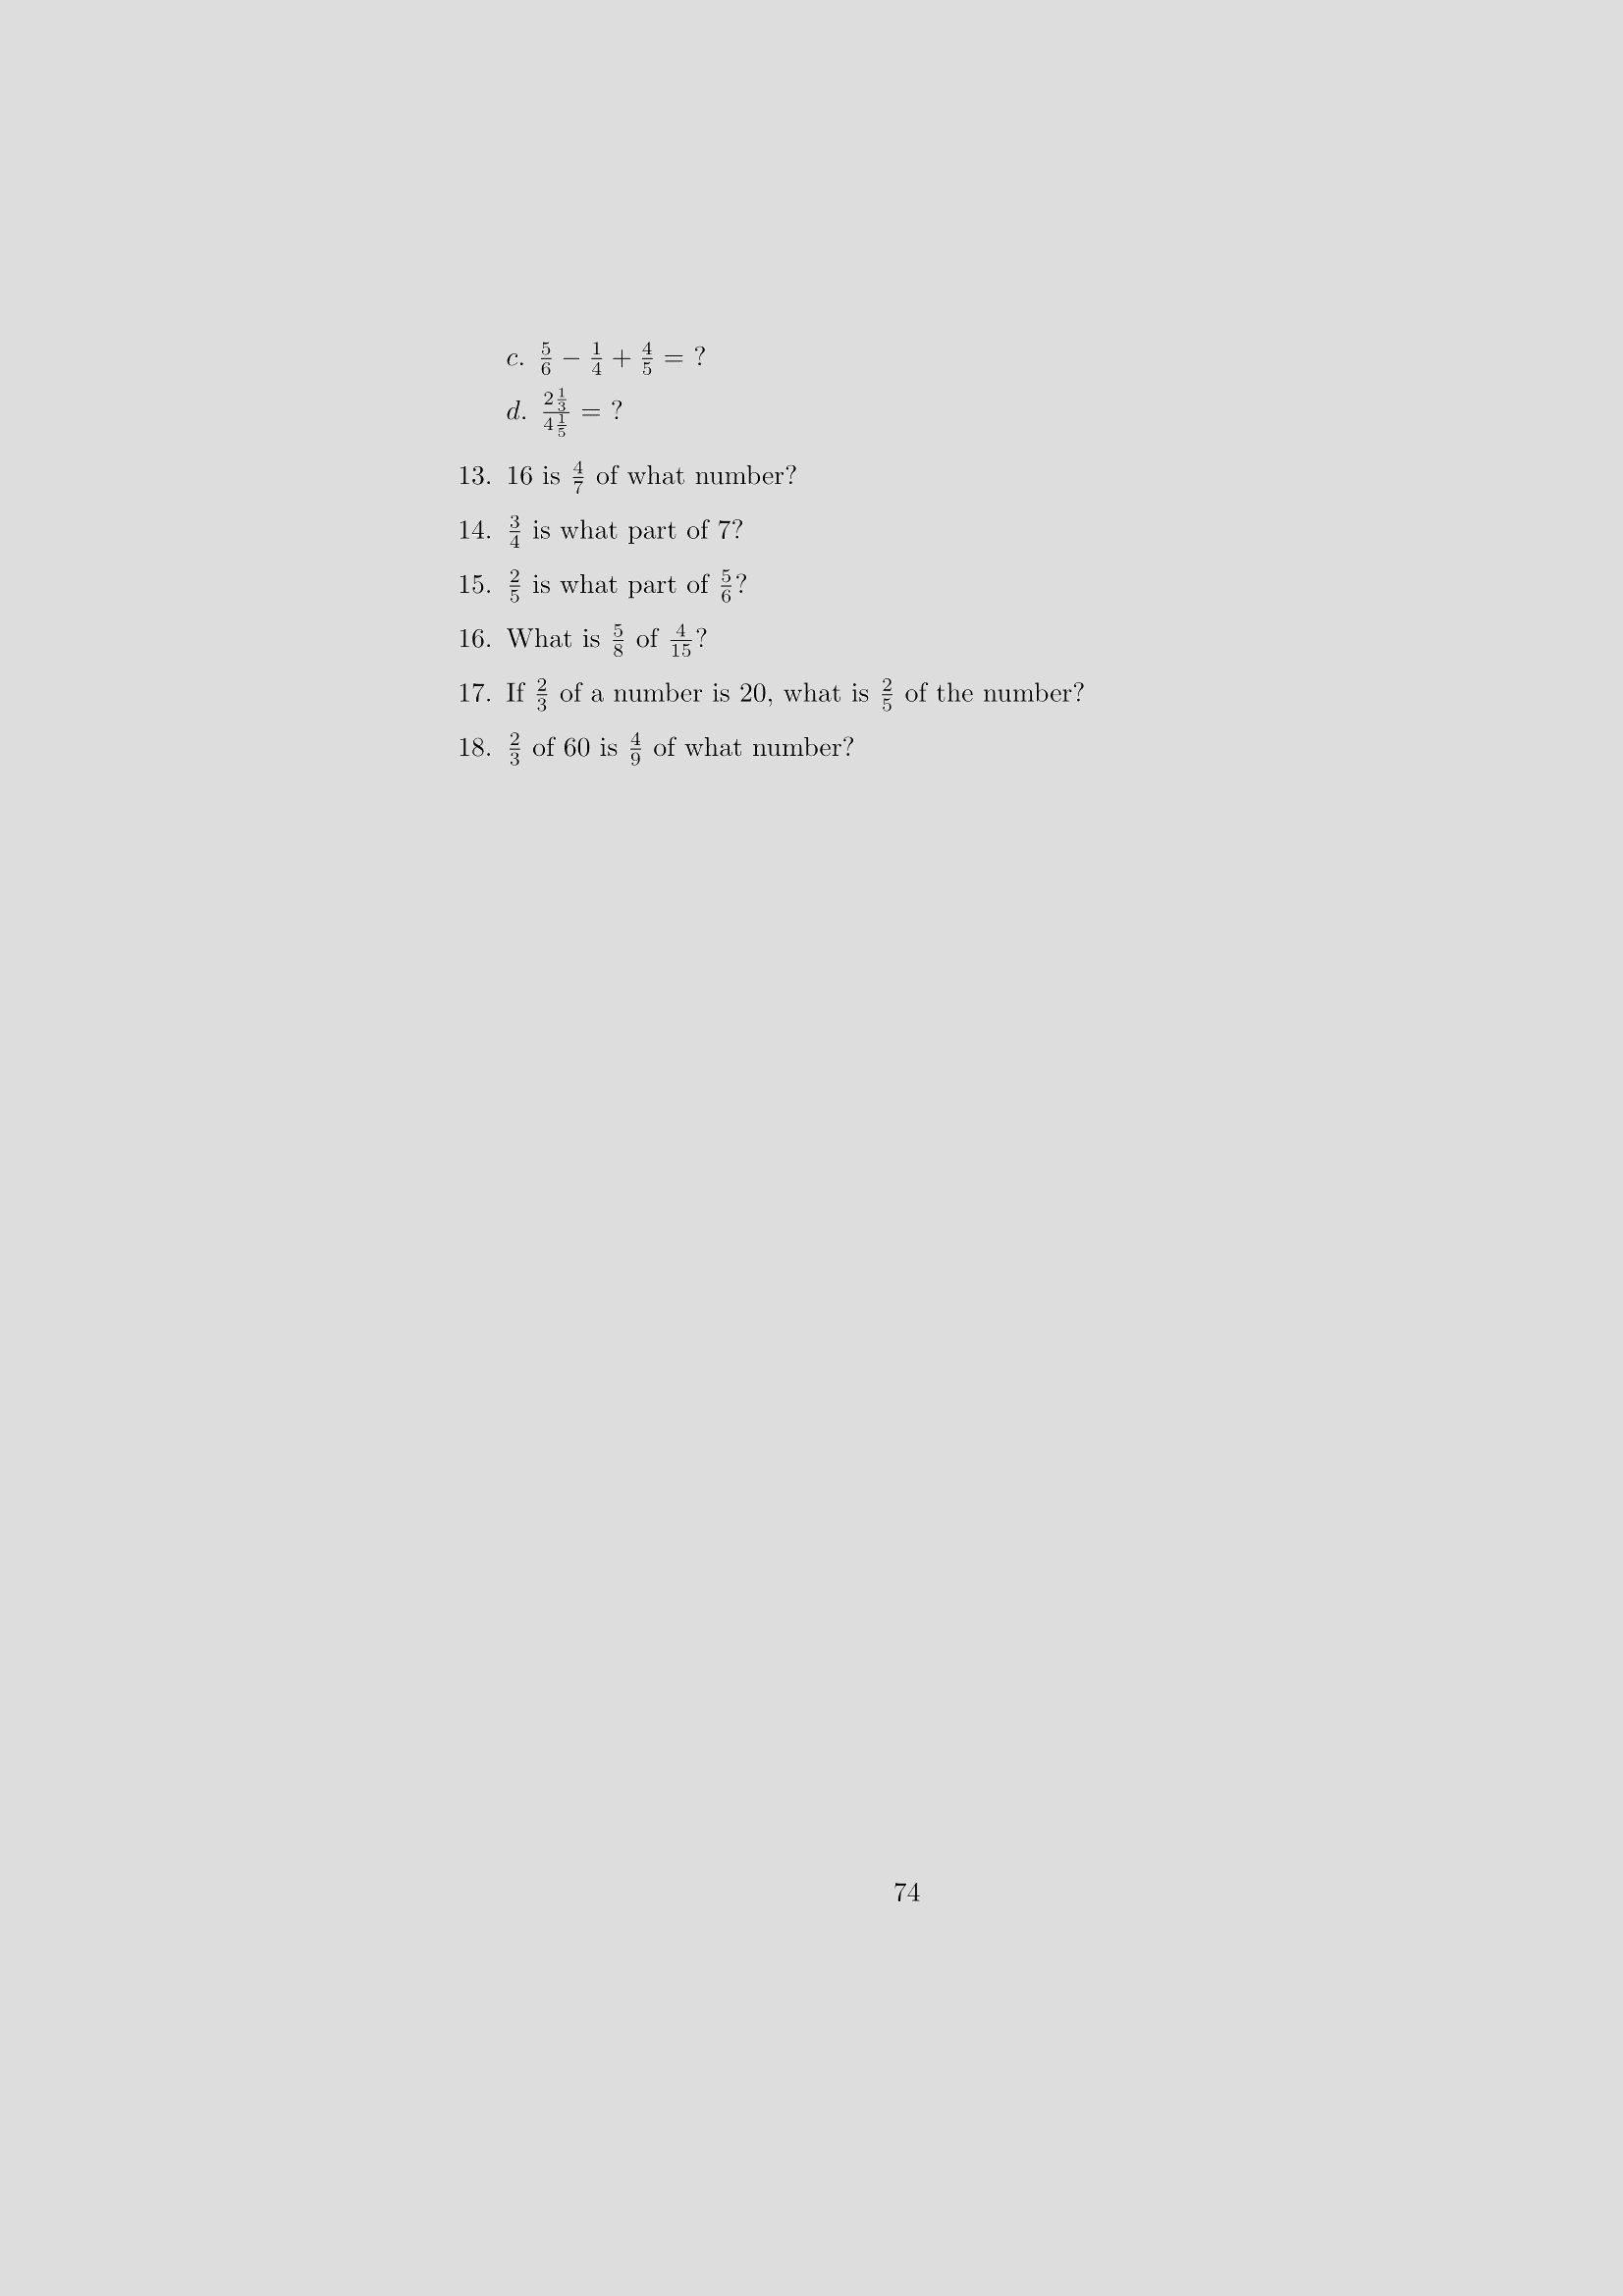 c. \frac{5}{6} - \frac{1}{4} + \frac{4}{5} = ?
d. \frac{2\frac{1}{3}}{4\frac{1}{5}} = ?
13. 16 is \frac{4}{7} of what number?
14. \frac{3}{4} is what part of 7?
15. \frac{2}{5} is what part of \frac{5}{6}?
16. What is \frac{5}{8} of \frac{4}{15}?
17. If \frac{2}{3} of a number is 20, what is \frac{2}{5} of the number?
18. \frac{2}{3} of 60 is \frac{4}{9} of what number?
74